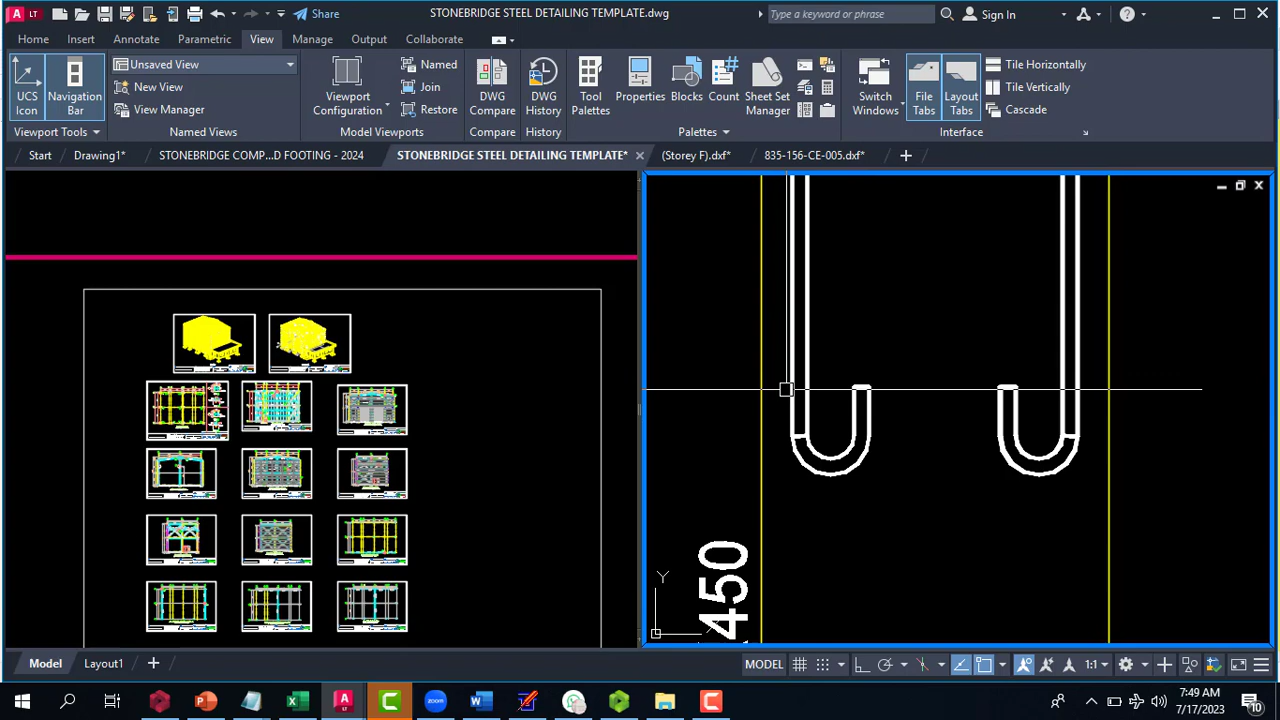 A LT
Share
STONEBRIDGE STEEL DETAILING TEMPLATE.dwg
Type a keyword or phrase
Sign In
Home
Insert
Annotate
Parametric
View
Manage
Output
Collaborate
UCS Icon
Navigation Bar
Unsaved View
New View
View Manager
Viewport Configuration
Named
Join
Restore
DWG Compare
DWG History
Tool Palettes
Properties
Blocks
Count
Sheet Set Manager
Switch Windows
File Tabs
Layout Tabs
Tile Horizontally
Tile Vertically
Cascade
Viewport Tools
Named Views
Model Viewports
Compare
History
Palettes
Interface
Start
Drawing1*
STONEBRIDGE COMP...D FOOTING - 2024
STONEBRIDGE STEEL DETAILING TEMPLATE*
(Storey F).dxf*
835-156-CE-005.dxf*
450
Y
Model
Layout1
MODEL
1:1
7:49 AM
7/17/2023
zoom
10